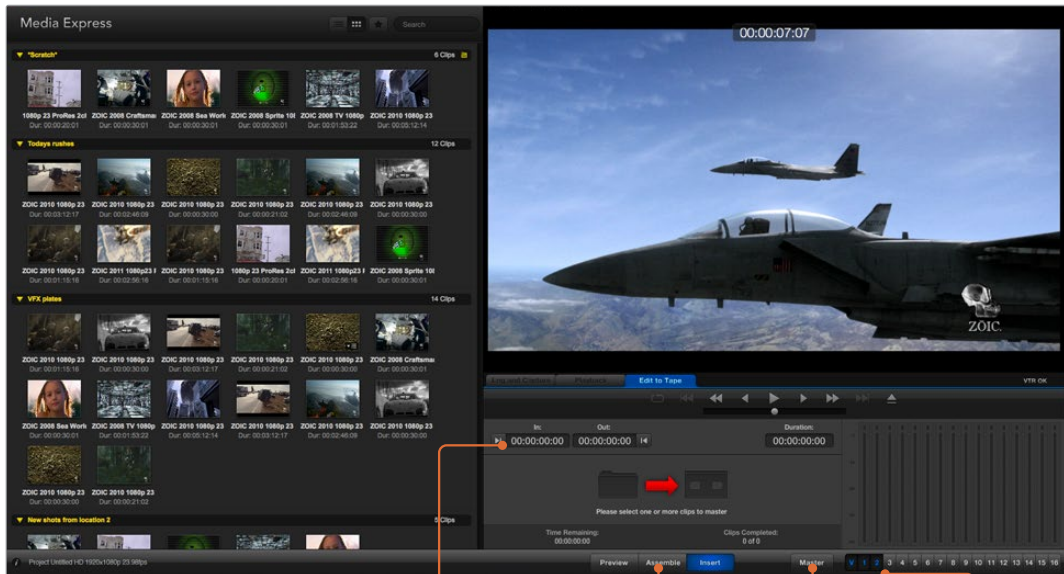 Media Express
Search
"Scratch" 6 Clips
1080p 23 ProRes 2cl ZOIC 2008 Craftsma ZOIC 2008 Sea Work ZOIC 2008 Sprite 10 ZOIC 2008 TV 1080p ZOIC 2010 1080p 23
Dur: 00:00:20:01 Dur: 00:00:30:01 Dur: 00:00:30:01 Dur: 00:00:30:01 Dur: 00:01:53:22 Dur: 00:05:12:14
Todays rushes 12 Clips
ZOIC 2010 1080p 23 ZOIC 2010 1080p 23 ZOIC 2010 1080p 23 ZOIC 2010 1080p 23 ZOIC 2010 1080p 23 ZOIC 2010 1080p 23
Dur: 00:03:12:17 Dur: 00:02:46:09 Dur: 00:00:30:00 Dur: 00:00:21:02 Dur: 00:02:46:09 Dur: 00:00:30:00
ZOIC 2010 1080p 23 ZOIC 2011 1080p23 ZOIC 2010 1080p 23 1080p 23 ProRes 2cl ZOIC 2011 1080p23 ZOIC 2008 Sprite 10
Dur: 00:01:15:16 Dur: 00:02:56:16 Dur: 00:01:15:16 Dur: 00:00:20:01 Dur: 00:02:56:16 Dur: 00:00:30:01
VFX plates 14 Clips
ZOIC 2010 1080p 23 ZOIC 2010 1080p 23 ZOIC 2010 1080p 23 ZOIC 2010 1080p 23 ZOIC 2010 1080p 23 ZOIC 2008 Craftsma
Dur: 00:01:15:16 Dur: 00:00:30:00 Dur: 00:03:12:17 Dur: 00:00:21:02 Dur: 00:00:30:00 Dur: 00:00:30:01
ZOIC 2008 Sea Work ZOIC 2008 TV 1080p ZOIC 2010 1080p 23 ZOIC 2010 1080p 23 ZOIC 2010 1080p 23 ZOIC 2010 1080p 23
Dur: 00:00:30:01 Dur: 00:01:53:22 Dur: 00:05:12:14 Dur: 00:03:12:17 Dur: 00:02:46:09 Dur: 00:00:30:00
ZOIC 2010 1080p 23 ZOIC 2010 1080p 23
Dur: 00:00:30:00 Dur: 00:00:21:02
New shots from location 2 5 Clips
Project Untitled HD 1920x1080p 23.98fps
00:00:07:07
ZOIC.
Log and Capture Playback Edit to Tape VTR OK
In: Out: Duration:
00:00:00:00 00:00:00:00 00:00:00:00
Please select one or more clips to master
Time Remaining: Clips Completed:
00:00:00:00 0 of 0
Preview Assemble Insert Master V 1 2 3 4 5 6 7 8 9 10 11 12 13 14 15 16